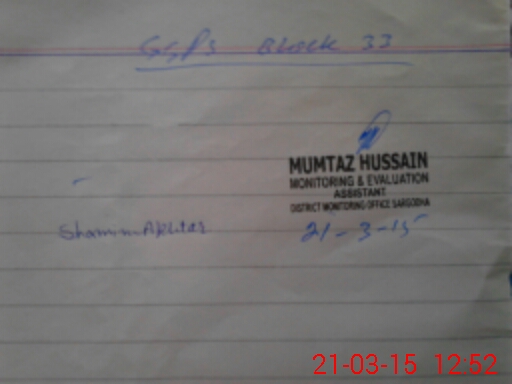 GGPS Block 33
MUMTAZ HUSSAIN
MONITORING & EVALUATION
ASSISTANT
DISTRICT MONITORING OFFICE SARGODHA
Shamim Akhtar
21-3-15
21-03-15 12:52